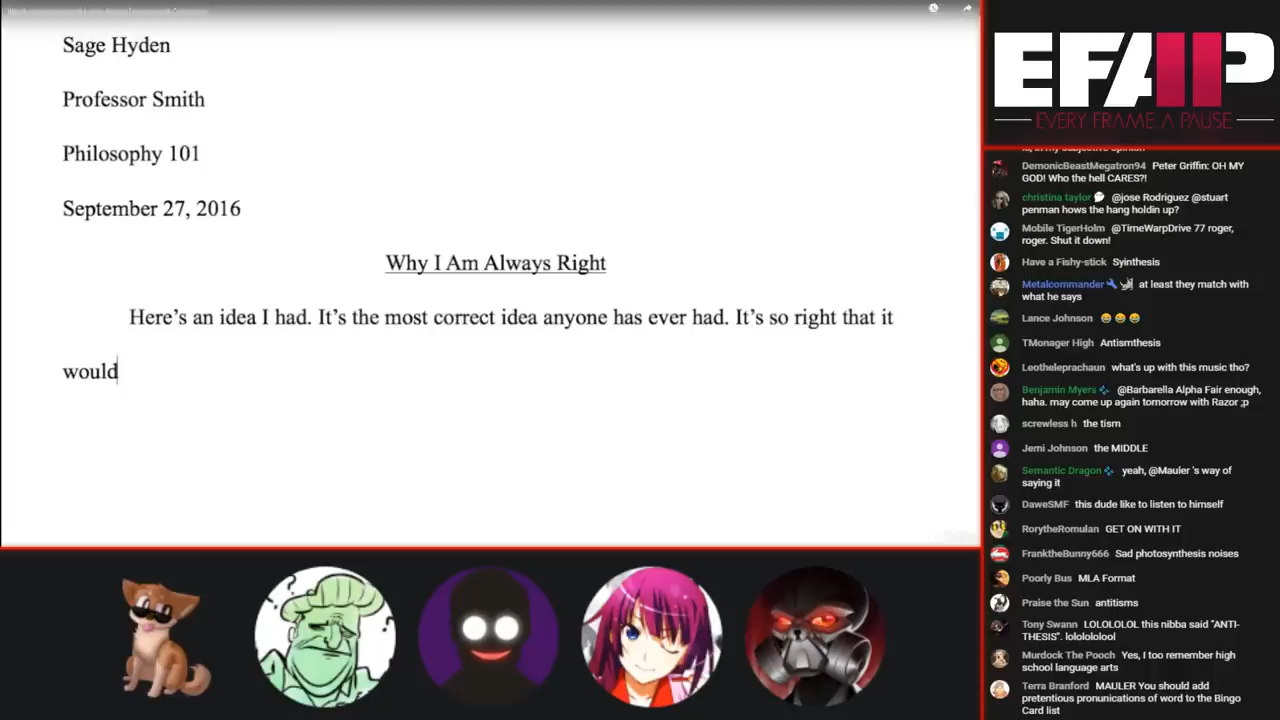 Sage Hyden
Professor Smith
Philosophy 101
September 27, 2016
Why I Am Always Right
Here's an idea I had. It's the most correct idea anyone has ever had. It's so right that it
would
EFAP
EVERY FRAME A PAUSE
is, in my subjective opinion
DemonicBeastMegatron94 Peter Griffin: OH MY
GOD! Who the hell CARES?!
christina taylor @jose Rodriguez @stuart
penman hows the hang holdin up?
Mobile TigerHolm @TimeWarpDrive 77 roger,
roger. Shut it down!
Have a Fishy-stick Syinthesis
Metalcommander at least they match with
what he says
Lance Johnson 😂 😂 😂
TMonager High Antismthesis
Leotheleprachaun what's up with this music tho?
Benjamin Myers @Barbarella Alpha Fair enough,
haha. may come up again tomorrow with Razor ;p
screwless h the tism
Jemi Johnson the MIDDLE
Semantic Dragon yeah, @Mauler 's way of
saying it
DaweSMF this dude like to listen to himself
RorytheRomulan GET ON WITH IT
FranktheBunny666 Sad photosynthesis noises
Poorly Bus MLA Format
Praise the Sun antitisms
Tony Swann LOLOLOLOL this nibba said "ANTI-
THESIS". lolololoool
Murdock The Pooch Yes, I too remember high
school language arts
Terra Branford MAULER You should add
pretentious pronunications of word to the Bingo
Card list